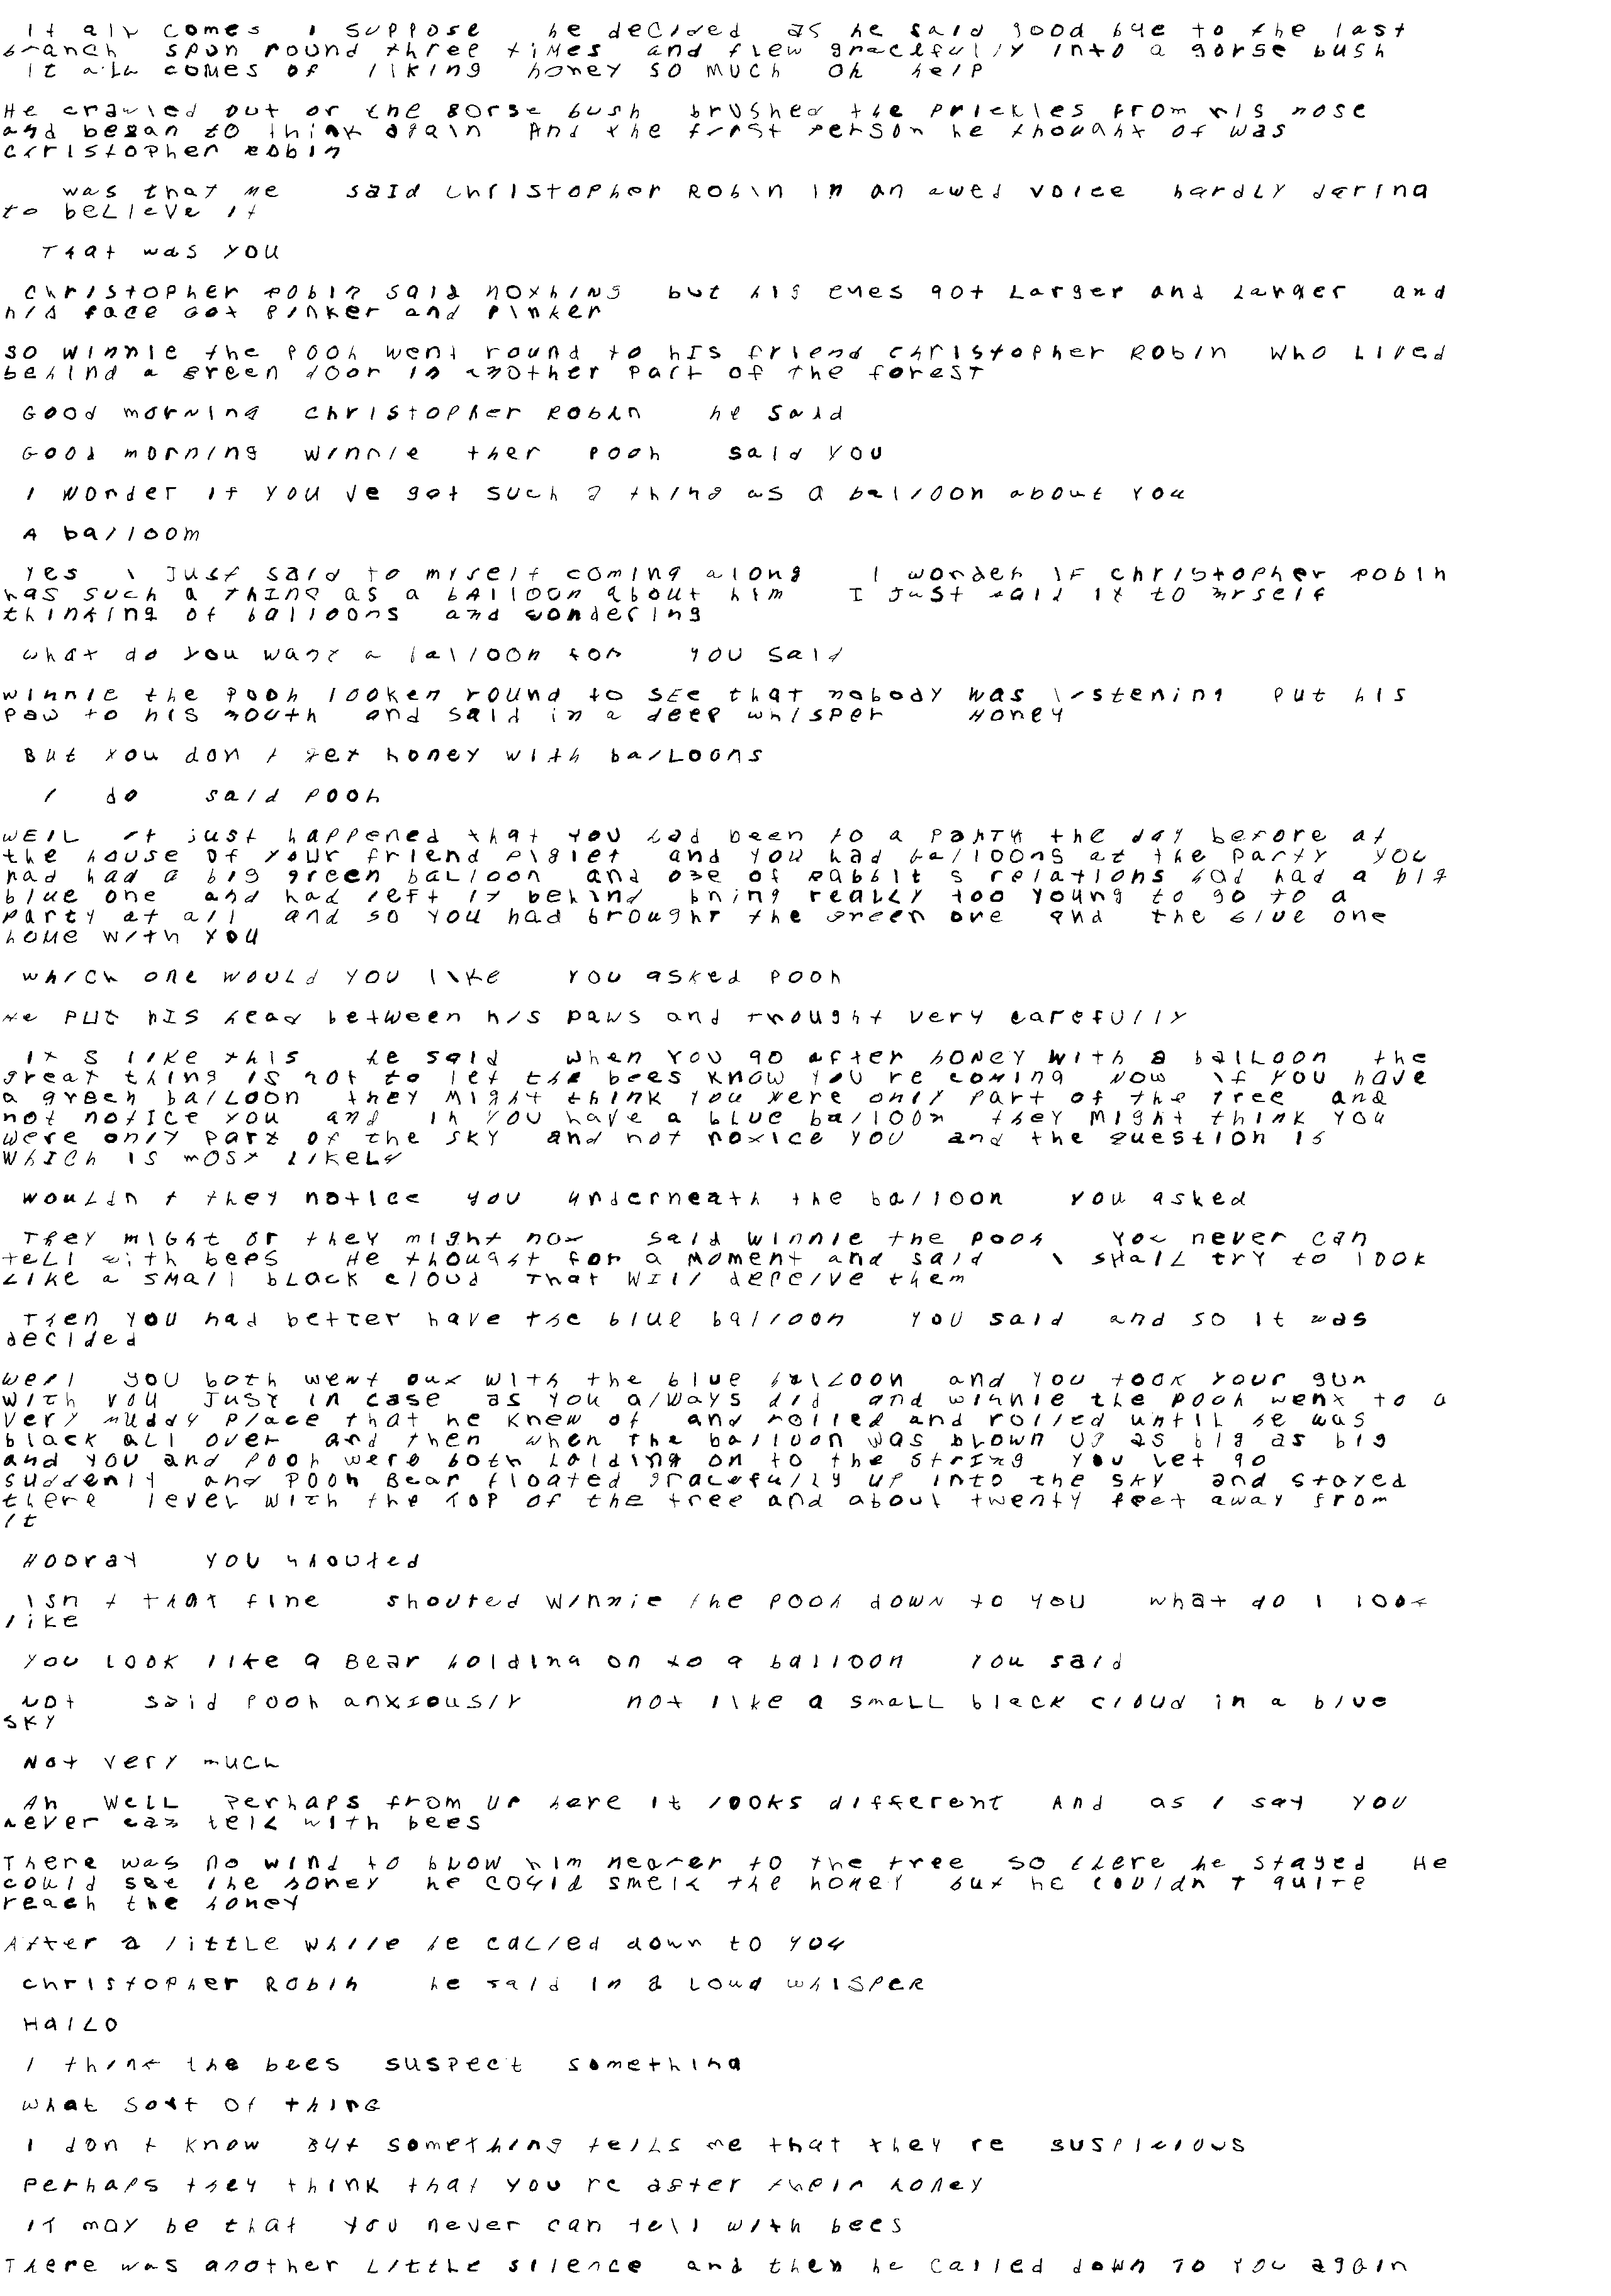 It all comes I suppose he decided as he said good bye to the last
branch spun round three times and flew gracefully into a gorse bush
it all comes of liking honey so much Oh help
He crawled out of the gorse bush brushed the prickles from his nose
and began to think again And the first person he thought of was
Christopher Robin
Was that me said Christopher Robin in an awed voice hardly daring
to believe it
That was you
Christopher Robin said nothing but his eyes got larger and larger and
his face got pinker and pinker
So Winnie the Pooh went round to his friend Christopher Robin who lived
behind a green door in another part of the forest
Good morning Christopher Robin he said
Good morning Winnie ther Pooh said you
I wonder if you ve got such a thing as a balloon about you
A balloon
Yes I just said to myself coming along I wonder if Christopher Robin
has such a thing as a balloon about him I just said it to myself
thinking of balloons and wondering
What do you want a balloon for you said
Winnie the Pooh looked round to see that nobody was listening put his
paw to his mouth and said in a deep whisper Honey
But you don t get honey with balloons
I do said Pooh
Well it just happened that you had been to a party the day before at
the house of your friend Piglet and you had balloons at the party You
had had a big green balloon and one of Rabbit s relations had had a big
blue one and had left it behind being really too young to go to a
party at all and so you had brought the green one and the blue one
home with you
Which one would you like you asked Pooh
He put his head between his paws and thought very carefully
It s like this he said When you go after honey with a balloon the
great thing is not to let the bees know you re coming Now if you have
a green balloon they might think you were only part of the tree and
not notice you and if you have a blue balloon they might think you
were only part of the sky and not notice you and the question is
Which is most likely
Wouldn t they notice you underneath the balloon you asked
They might or they might not said Winnie the Pooh You never can
tell with bees He thought for a moment and said I shall try to look
like a small black cloud That will deceive them
Then you had better have the blue balloon you said and so it was
decided
Well you both went out with the blue balloon and you took your gun
with you just in case as you always did and Winnie the Pooh went to a
very muddy place that he knew of and rolled and rolled until he was
black all over and then when the balloon was blown up as big as big
and you and Pooh were both holding on to the string you let go
suddenly and Pooh Bear floated gracefully up into the sky and stayed
there level with the top of the tree and about twenty feet away from
it
Hooray you shouted
Isn t that fine shouted Winnie the Pooh down to you What do I look
like
You look like a Bear holding on to a balloon you said
Not said Pooh anxiously not like a small black cloud in a blue
sky
Not very much
Ah well perhaps from up here it looks different And as I say you
never can tell with bees
There was no wind to blow him nearer to the tree so there he stayed He
could see the honey he could smell the honey but he couldn t quite
reach the honey
After a little while he called down to you
Christopher Robin he said in a loud whisper
Hallo
I think the bees suspect something
What sort of thing
I don t know But something tells me that they re suspicious
Perhaps they think that you re after their honey
It may be that You never can tell with bees
There was another little silence and then he called down to you again